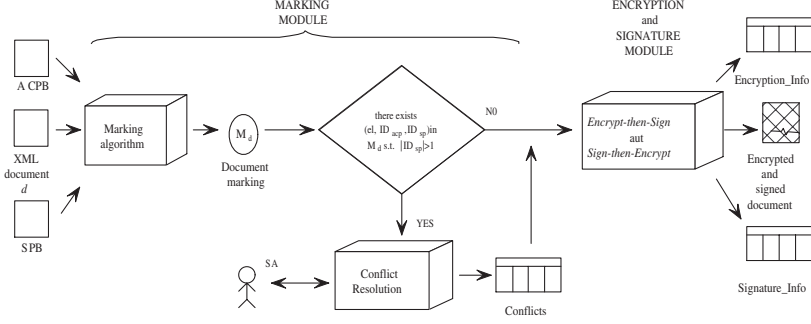 MARKING
MODULE
ENCRYPTION
and
SIGNATURE
MODULE
A CPB
XML
document
d
SPB
Marking
algorithm
M d
Document
marking
there exists
(el, ID acp ,ID sp)in
M d s.t. |ID sp|>1
N0
YES
SA
Conflict
Resolution
Conflicts
Encrypt-then-Sign
aut
Sign-then-Encrypt
Encryption_Info
Encrypted
and
signed
document
Signature_Info